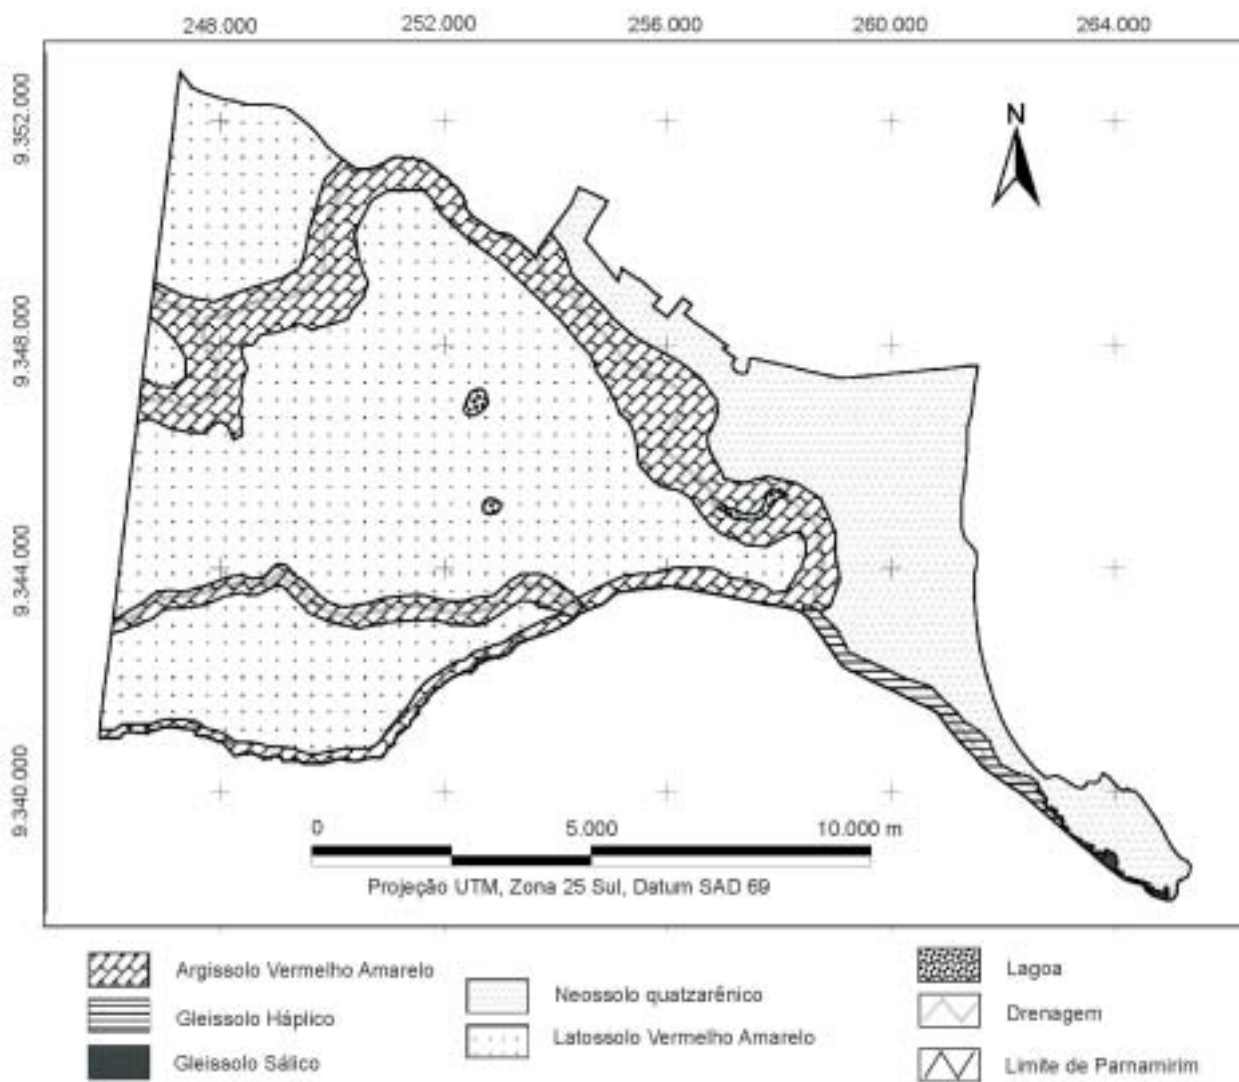 248.000 252.000 256.000 260.000 264.000
9.352.000
N
9.348.000
9.344.000
9.340.000
0 5.000 10.000 m
Projeção UTM, Zona 25 Sul, Datum SAD 69
Argissolo Vermelho Amarelo
Gleissolo Háplico
Gleissolo Sálico
Neossolo quatzarênico
Latossolo Vermelho Amarelo
Lagoa
Drenagem
Limite de Parnamirim